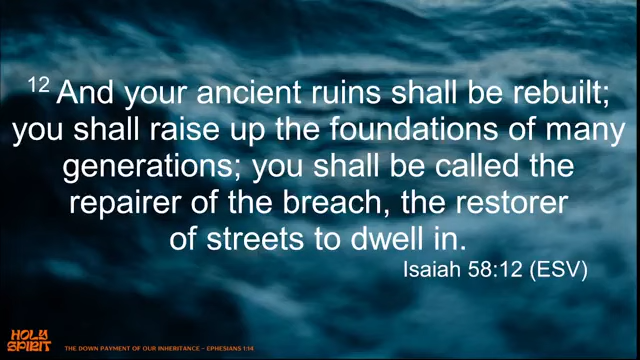 12 And your ancient ruins shall be rebuilt;
you shall raise up the foundations of many
generations; you shall be called the
repairer of the breach, the restorer
of streets to dwell in.
Isaiah 58:12 (ESV)
HOLY
SPIRIT
THE DOWN PAYMENT OF OUR INHERITANCE – EPHESIANS 1:14